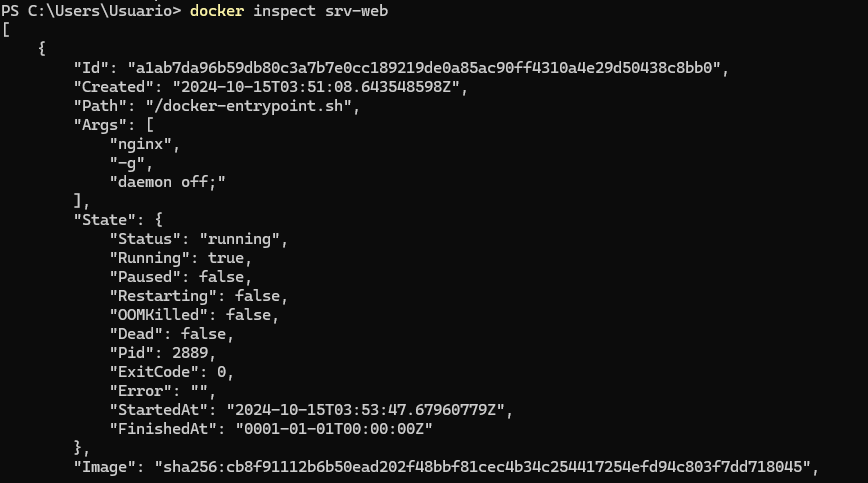 PS C:\Users\Usuario> docker inspect srv-web
[
    {
        "Id": "a1ab7da96b59db80c3a7b7e0cc189219de0a85ac90ff4310a4e29d50438c8bb0",
        "Created": "2024-10-15T03:51:08.643548598Z",
        "Path": "/docker-entrypoint.sh",
        "Args": [
            "nginx",
            "-g",
            "daemon off;"
        ],
        "State": {
            "Status": "running",
            "Running": true,
            "Paused": false,
            "Restarting": false,
            "OOMKilled": false,
            "Dead": false,
            "Pid": 2889,
            "ExitCode": 0,
            "Error": "",
            "StartedAt": "2024-10-15T03:53:47.67960779Z",
            "FinishedAt": "0001-01-01T00:00:00Z"
        },
        "Image": "sha256:cb8f91112b6b50ead202f48bbf81cec4b34c254417254efd94c803f7dd718045",